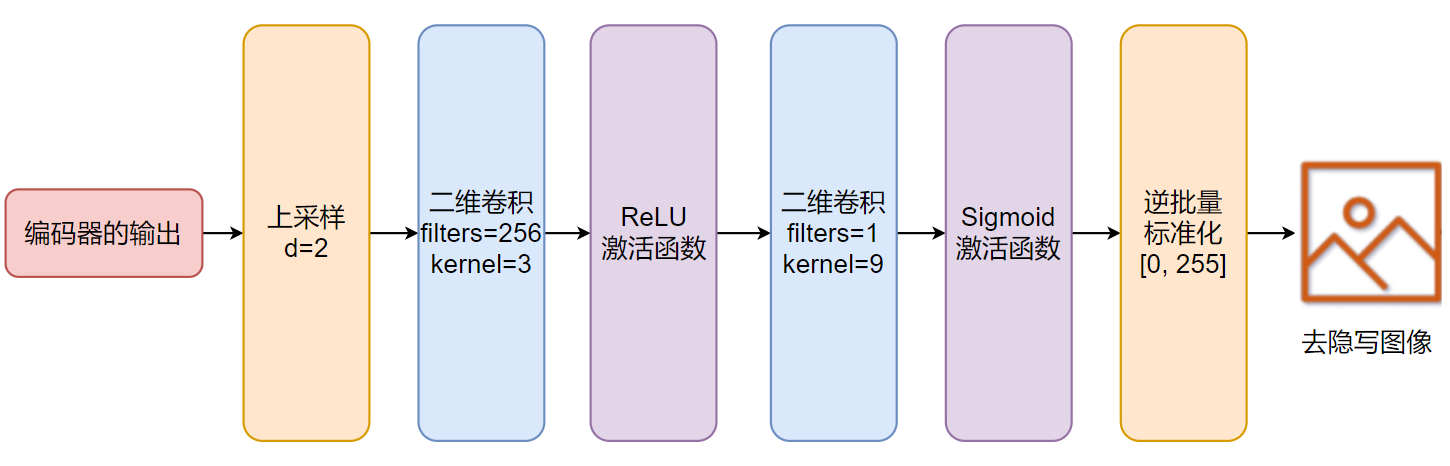 编码器的输出
上采样
d=2
二维卷积
filters=256
kernel=3
ReLU
激活函数
二维卷积
filters=1
kernel=9
Sigmoid
激活函数
逆批量
标准化
[0, 255]
去隐写图像